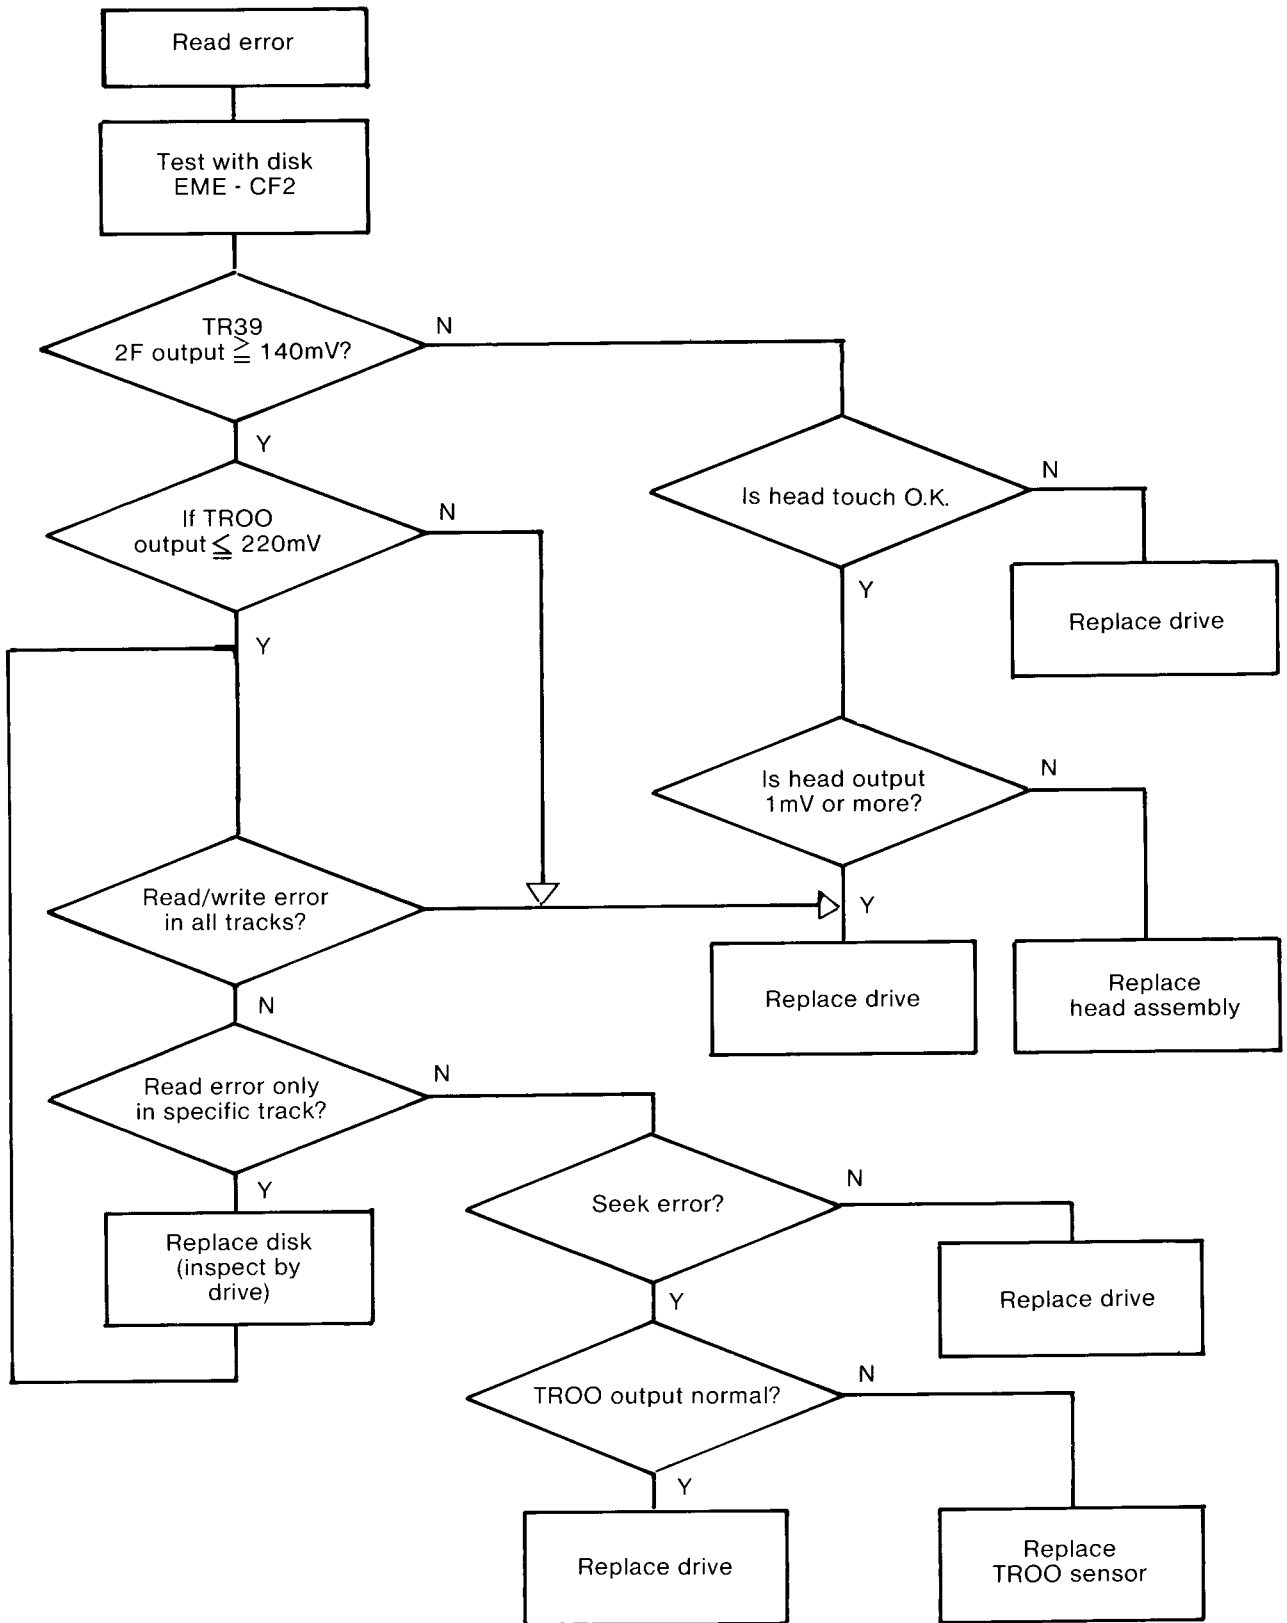 Read error
Test with disk
EME - CF2
TR39
2F output ≧ 140mV?
N
Y
If TROO
output ≦ 220mV
N
Y
Is head touch O.K.
N
Y
Replace drive
Is head output
1mV or more?
N
Y
Read/write error
in all tracks?
N
Replace drive
Replace
head assembly
Read error only
in specific track?
N
Y
Replace disk
(inspect by
drive)
Seek error?
N
Y
Replace drive
TROO output normal?
N
Y
Replace drive
Replace
TROO sensor